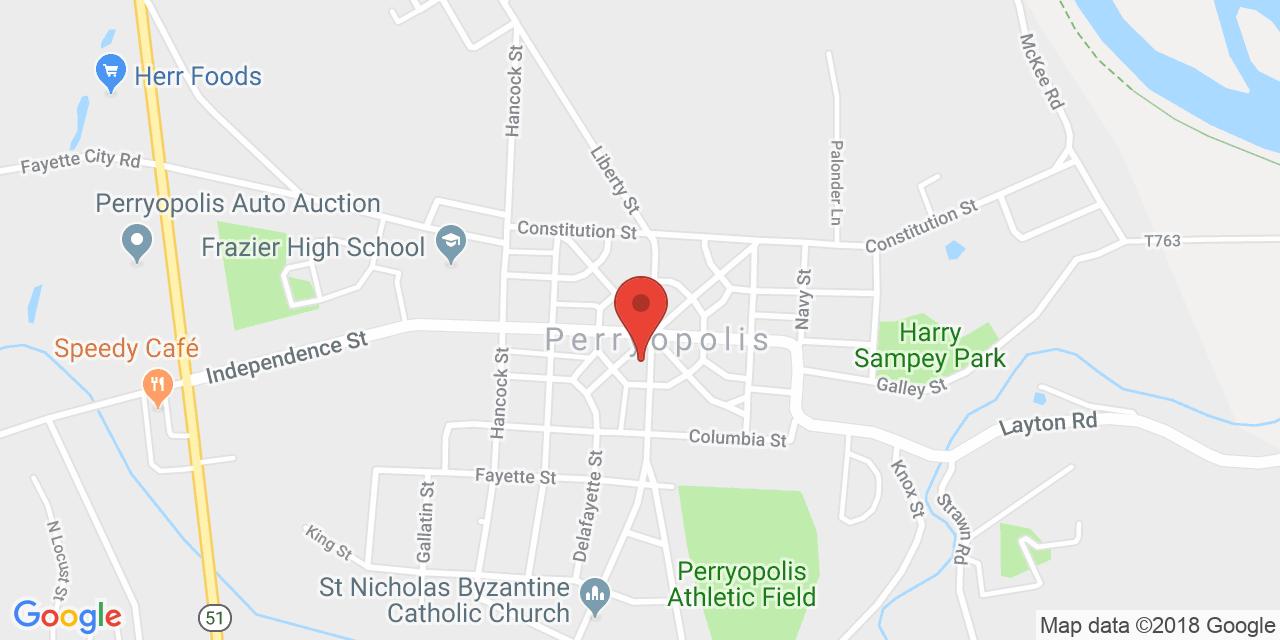 McKee Rd
Hancock St
Herr Foods
Liberty St
Palonder Ln
Fayette City Rd
Perryopolis Auto Auction
Constitution St
Constitution St
Frazier High School
T763
Navy St
Perryopolis
Harry
Sampey Park
Speedy Café
Independence St
Hancock St
Galley St
Layton Rd
Columbia St
Fayette St
Knox St
Gallatin St
Delafayette St
Strawn Rd
King St
N Locust St
Perryopolis
Athletic Field
St Nicholas Byzantine
Catholic Church
51
Google
Map data ©2018 Google